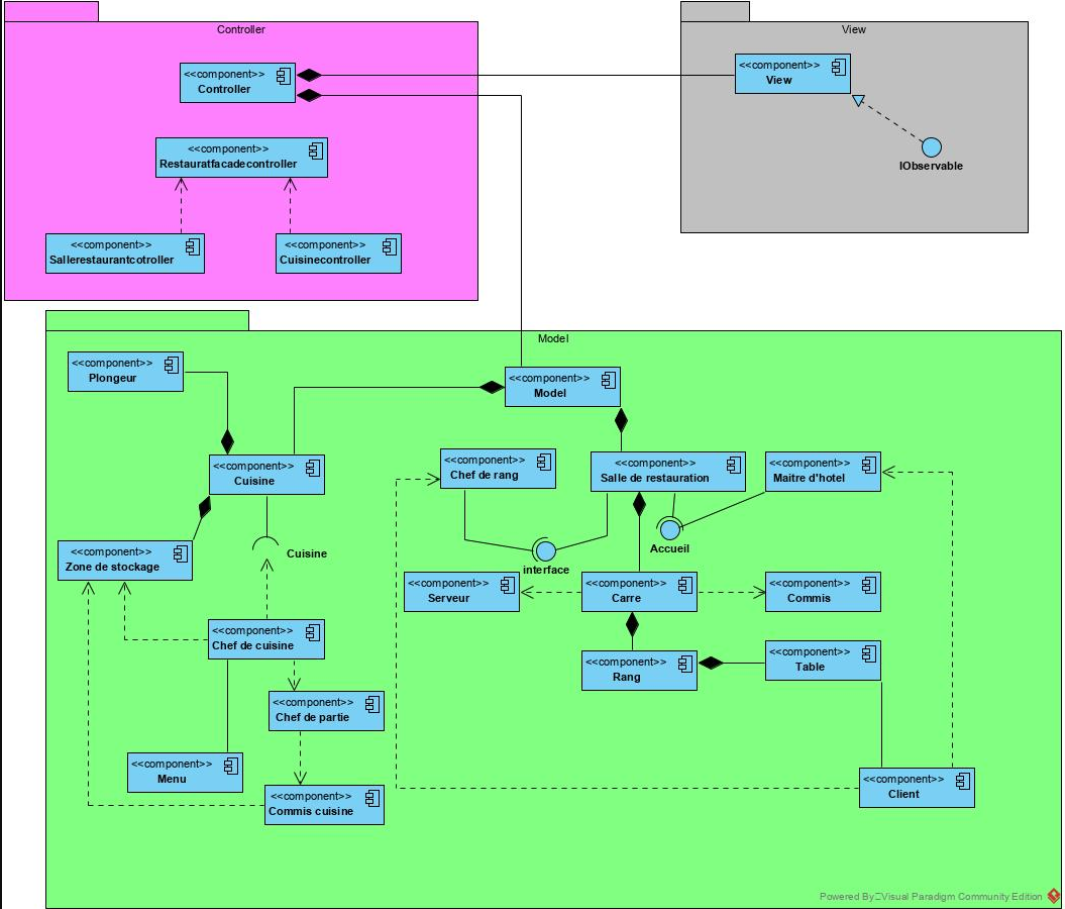 Controller
View
<<component>>
Controller
<<component>>
View
<<component>>
Restauratfacadecontroller
IObservable
<<component>>
Sallerestaurantcotroller
<<component>>
Cuisinecontroller
Model
<<component>>
Plongeur
<<component>>
Model
<<component>>
Cuisine
<<component>>
Chef de rang
<<component>>
Salle de restauration
<<component>>
Maitre d'hotel
<<component>>
Zone de stockage
Cuisine
interface
Accueil
<<component>>
Serveur
<<component>>
Carre
<<component>>
Commis
<<component>>
Chef de cuisine
<<component>>
Rang
<<component>>
Table
<<component>>
Chef de partie
<<component>>
Menu
<<component>>
Commis cuisine
<<component>>
Client
Powered By Visual Paradigm Community Edition